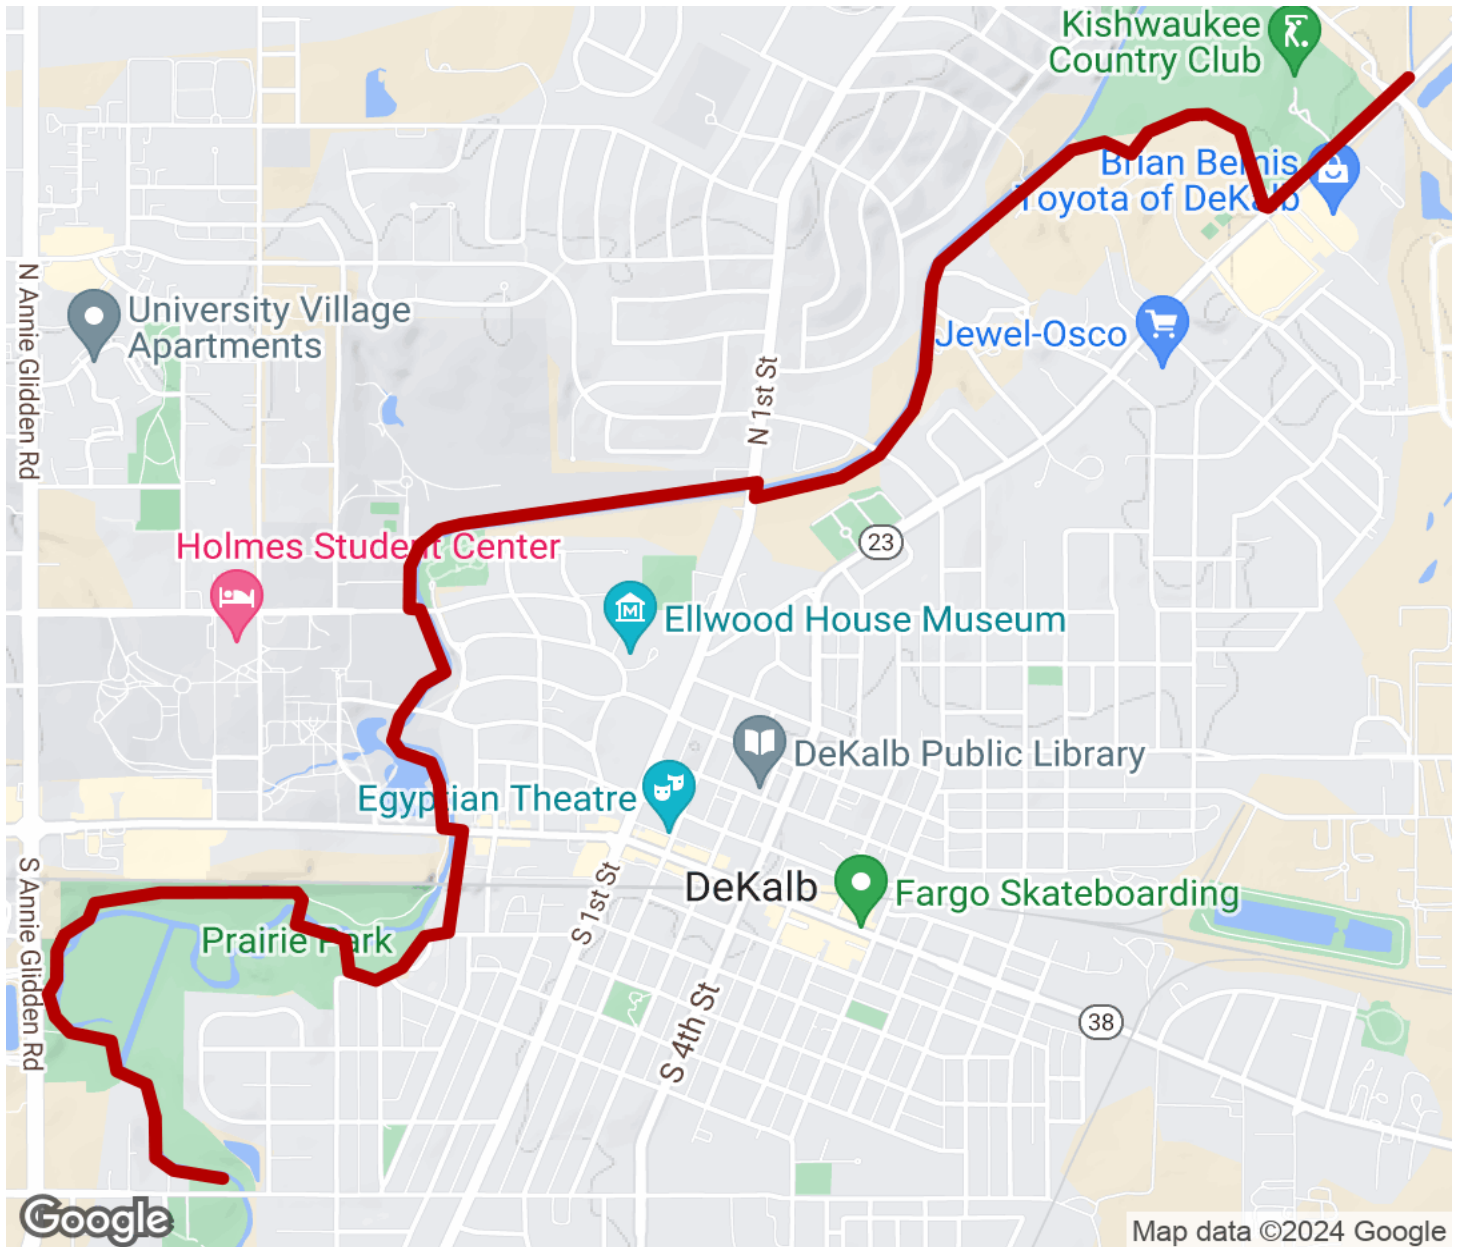 Kishwaukee
Country Club
Brian Bemis
Toyota of DeKalb
N Annie Glidden Rd
University Village
Apartments
Jewel-Osco
N 1st St
23
Holmes Student Center
Ellwood House Museum
DeKalb Public Library
Egyptian Theatre
S Annie Glidden Rd
S 1st St
DeKalb
Fargo Skateboarding
Prairie Park
S 4th St
38
Google
Map data ©2024 Google